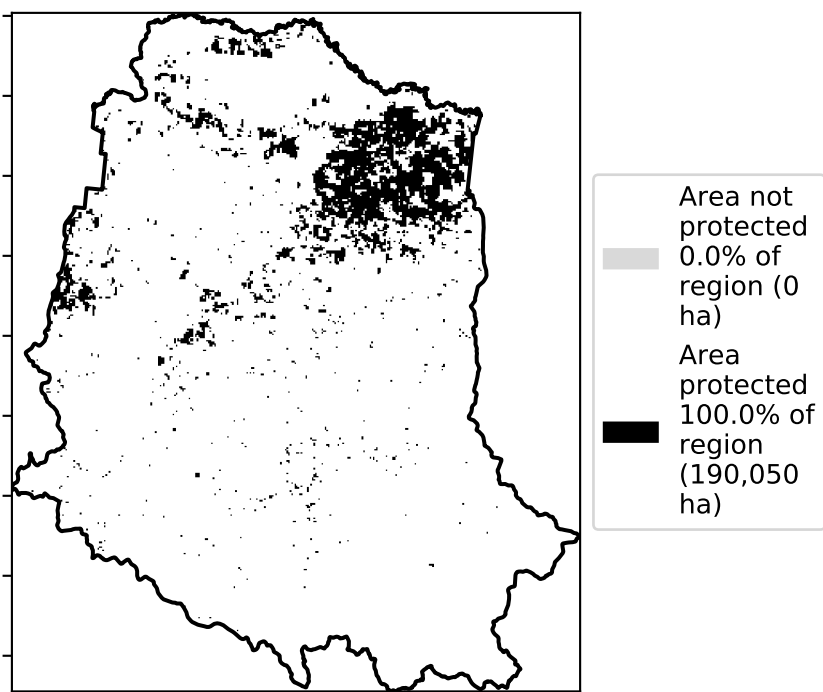 Area not
protected
0.0% of
region (0
ha)
Area
protected
100.0% of
region
(190,050
ha)